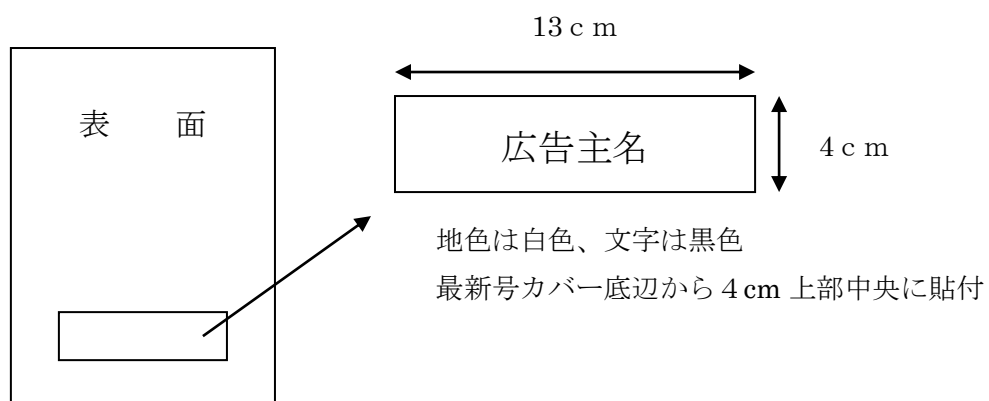 13ｃｍ
表　　面
広告主名
4ｃｍ
地色は白色、文字は黒色
最新号カバー底辺から４cm 上部中央に貼付